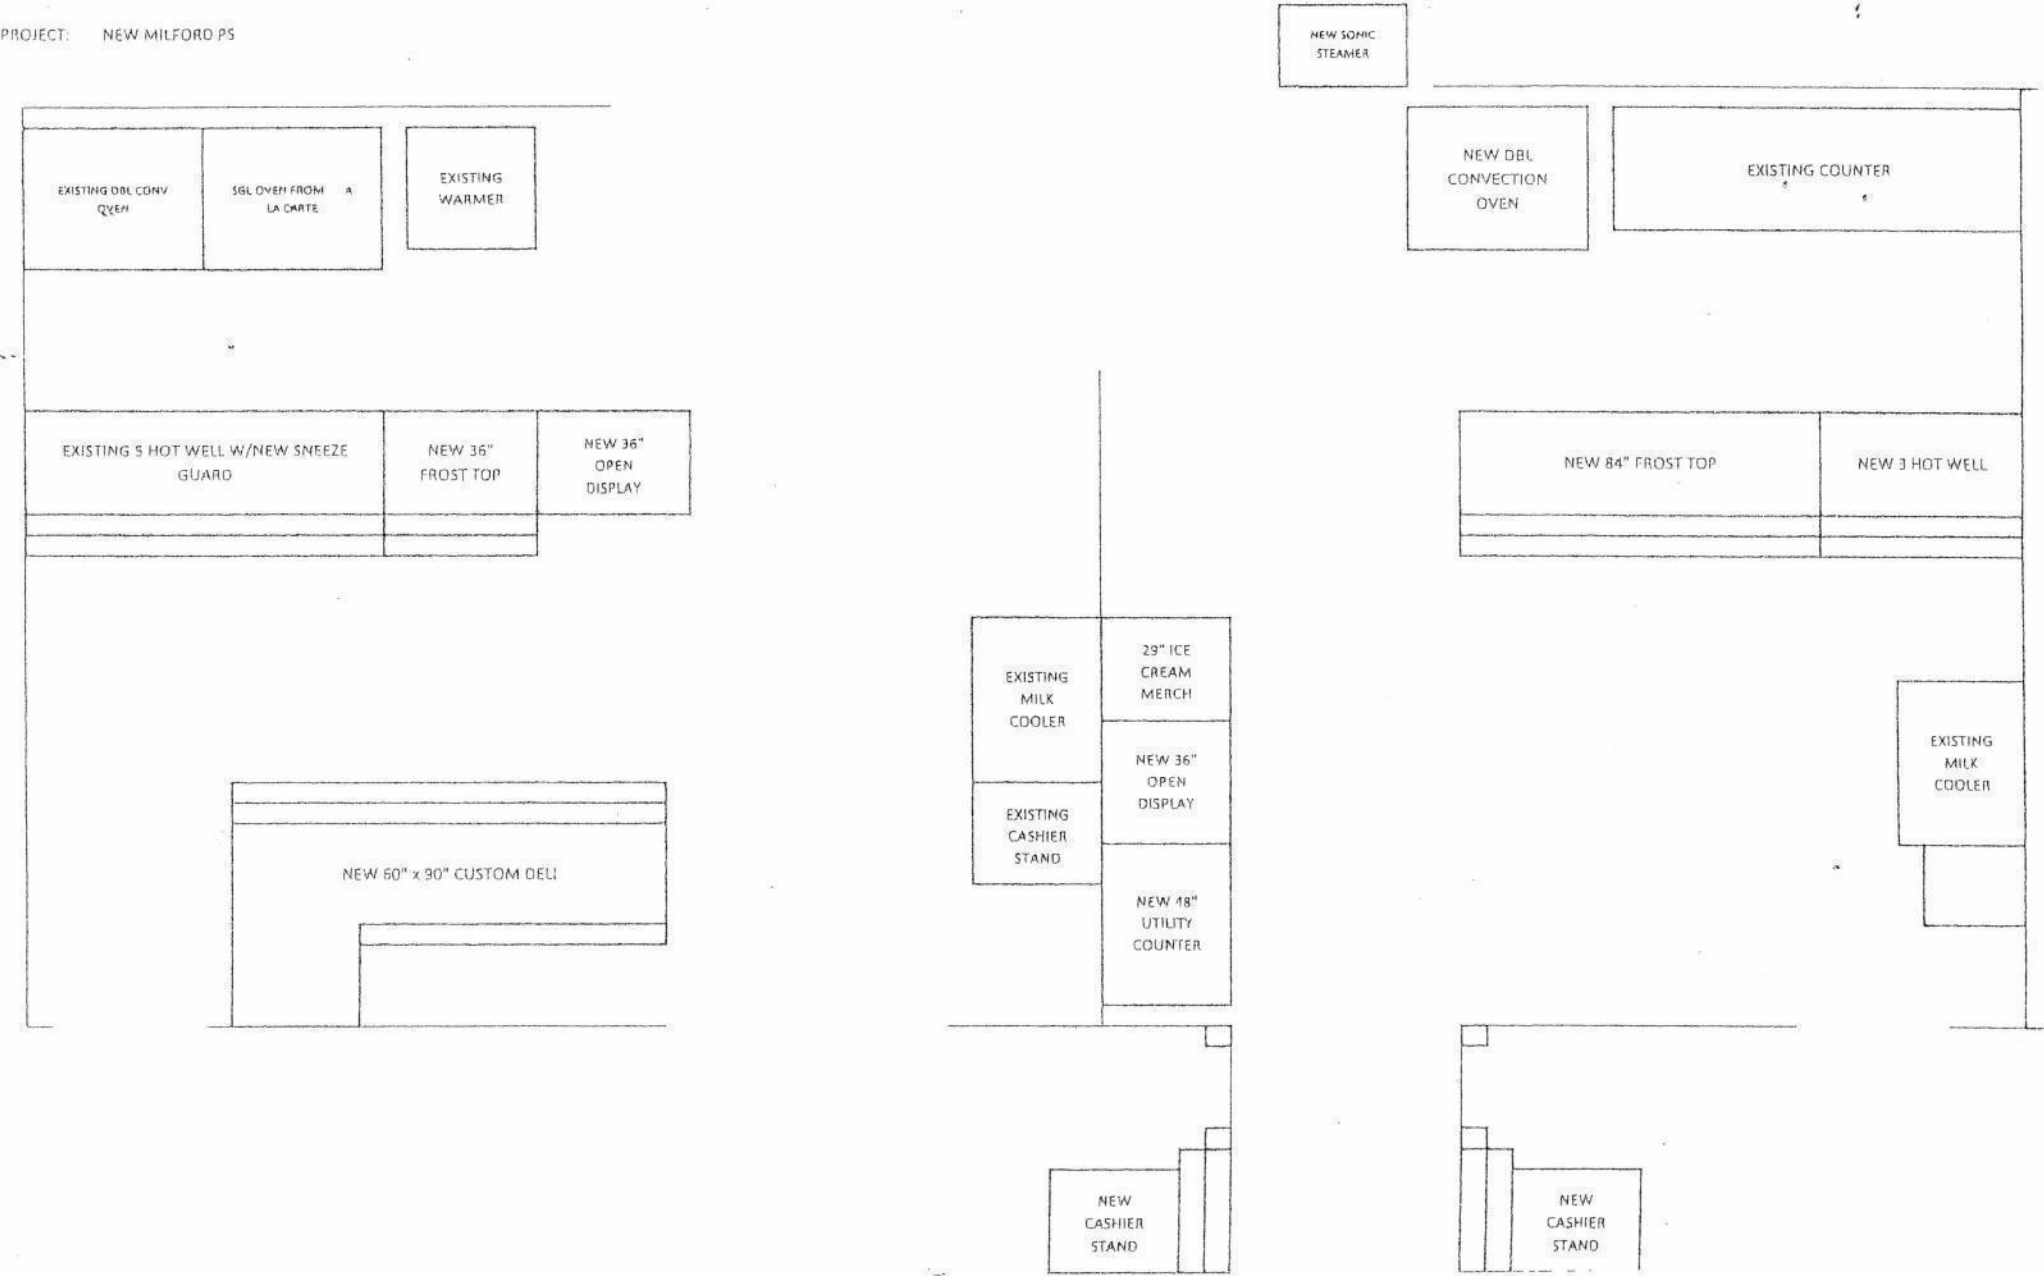 PROJECT: NEW MILFORD PS
NEW SONIC
STEAMER
EXISTING DBL CONV
OVEN
SGL OVEN FROM A
LA CARTE
EXISTING
WARMER
NEW DBL
CONVECTION
OVEN
EXISTING COUNTER
EXISTING 5 HOT WELL W/NEW SNEEZE
GUARD
NEW 36"
FROST TOP
NEW 36"
OPEN
DISPLAY
NEW 84" FROST TOP
NEW 3 HOT WELL
EXISTING
MILK
COOLER
29" ICE
CREAM
MERCH
NEW 36"
OPEN
DISPLAY
EXISTING
MILK
COOLER
EXISTING
CASHIER
STAND
NEW 60" x 90" CUSTOM DELI
NEW 48"
UTILITY
COUNTER
NEW
CASHIER
STAND
NEW
CASHIER
STAND